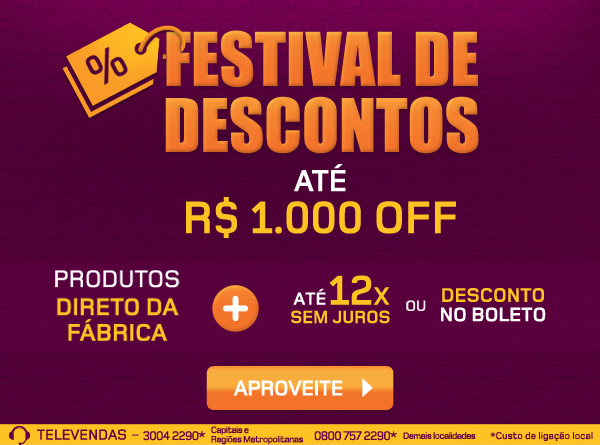 %
FESTIVAL DE
DESCONTOS
ATÉ
R$ 1.000 OFF
PRODUTOS
DIRETO DA
FÁBRICA
+
ATÉ 12X
SEM JUROS
OU
DESCONTO
NO BOLETO
APROVEITE
TELEVENDAS – 3004 2290* Capitais e
Regiões Metropolitanas
0800 757 2290* Demais localidades
*Custo de ligação local